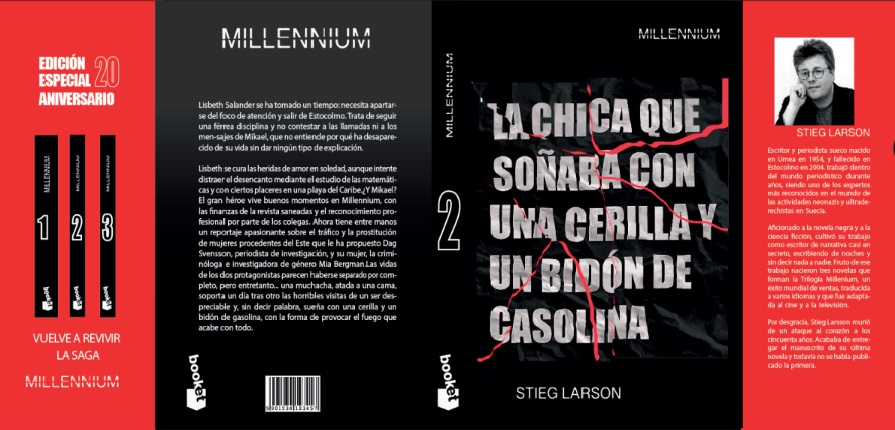 EDICIÓN
ESPECIAL 20
ANIVERSARIO
MILLENNIUM
1
MILLENNIUM
2
MILLENNIUM
3
booket
booket
booket
VUELVE A REVIVIR
LA SAGA
MILLENNIUM
MILLENNIUM
Lisbeth Salander se ha tomado un tiempo: necesita apartar-
se del foco de atención y salir de Estocolmo. Trata de seguir
una férrea disciplina y no contestar a las llamadas ni a los
men-sajes de Mikael, que no entiende por qué ha desapare-
cido de su vida sin dar ningún tipo de explicación.
Lisbeth se cura las heridas de amor en soledad, aunque intente
distraer el desencanto mediante ell estudio de las matemáti-
cas y con ciertos placeres en una playa del Caribe.¿Y Mikael?
El gran héroe vive buenos momentos en Millennium, con
las finanzas de la revista saneadas y el reconocimiento pro-
fesionall por parte de los colegas. Ahora tiene entre manos
un reportaje apasionante sobre el tráfico y la prostitución
de mujeres procedentes del Este que le ha propuesto Dag
Svensson, periodista de investigación, y su mujer, la crimi-
nóloga e investigadora de género Mia Bergman.Las vidas
de los dlos protagonistas parecen haberse separado por com-
pleto, pero entretanto... una muchacha, atada a una cama,
soporta un día tras otro las horribles visitas de un ser des-
preciable y, sin decir palabra, sueña con una cerilla y un
bidón de gasolina, con la forma de provocar el fuego que
acabe con todo.
booket
MILLENNIUM
2
booket
MILLENNIUM
LA CHICA QUE
SOÑABA CON
UNA CERILLA Y
UN BIDÓN DE
GASOLINA
STIEG LARSON
STIEG LARSON
Escritor y periodista sueco nacido
en Umea en 1954, y fallecido en
Estocolmo en 2004, trabajó dentro
del mundo periodístico durante
años, siendo uno de los expertos
más reconocidos en el mundo de
las actividades neonazis y ulltrade-
rechistas en Suecia.
Aficionado a la novela negra y a la
ciencia ficción, cultivó su trabajo
como escritor de narrativa casi en
secreto, escribiendo de noches y
sin decir nada a nadie. Fruto-de ese
trabajo nacieron tres novelas que
forman la Trilogía Millenium, un
éxito mundial de ventas, traducida
a varios idiomas y que fue adapta-
da al cine y a la televisión.
Por desgracia, Stieg Larsson murió
de un ataque al corazón a los
cincuenta años. Acababa de entre-
gar el manuscrito de su última
novela y todavía no se había publi-
cado la primera.